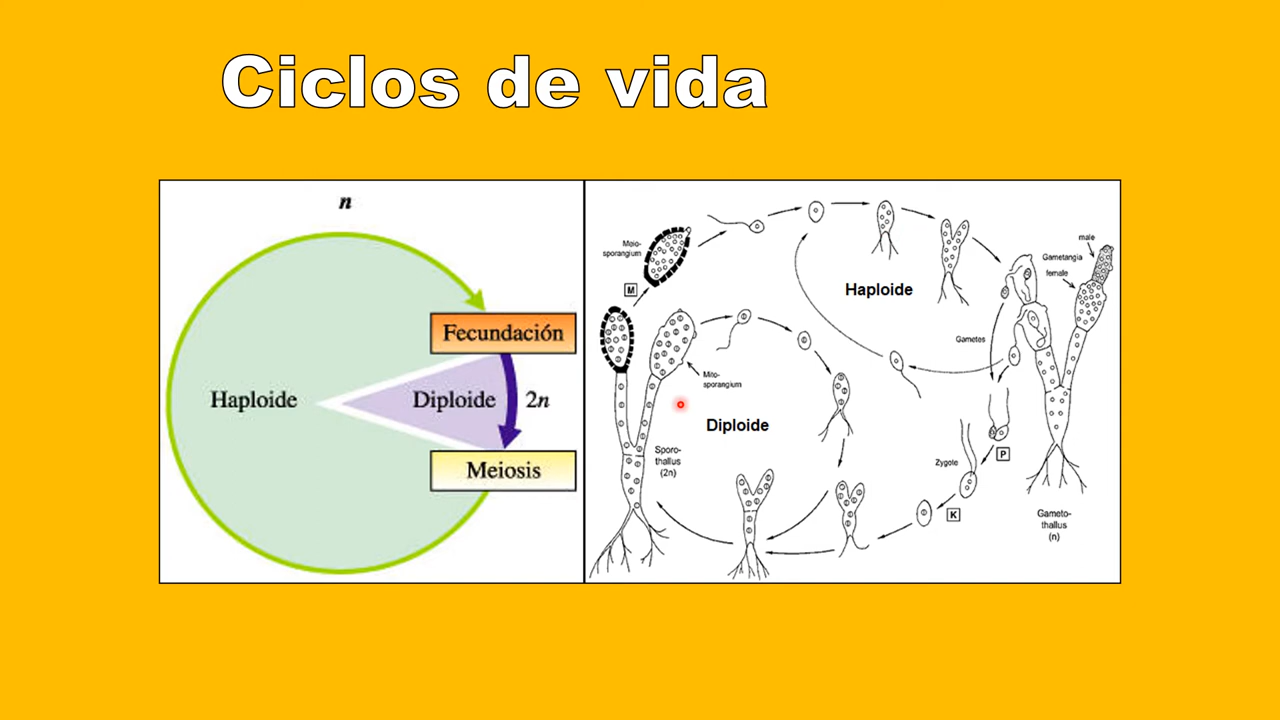 Ciclos de vida
n
Fecundación
Haploide
Diploide
2n
Meiosis
Meio-
sporangium
M
Haploide
male
Gametangia
female
Gametes
Mito-
sporangium
Diploide
Sporo-
thallus
(2n)
P
Zygole
K
Gameto-
thallus
(n)